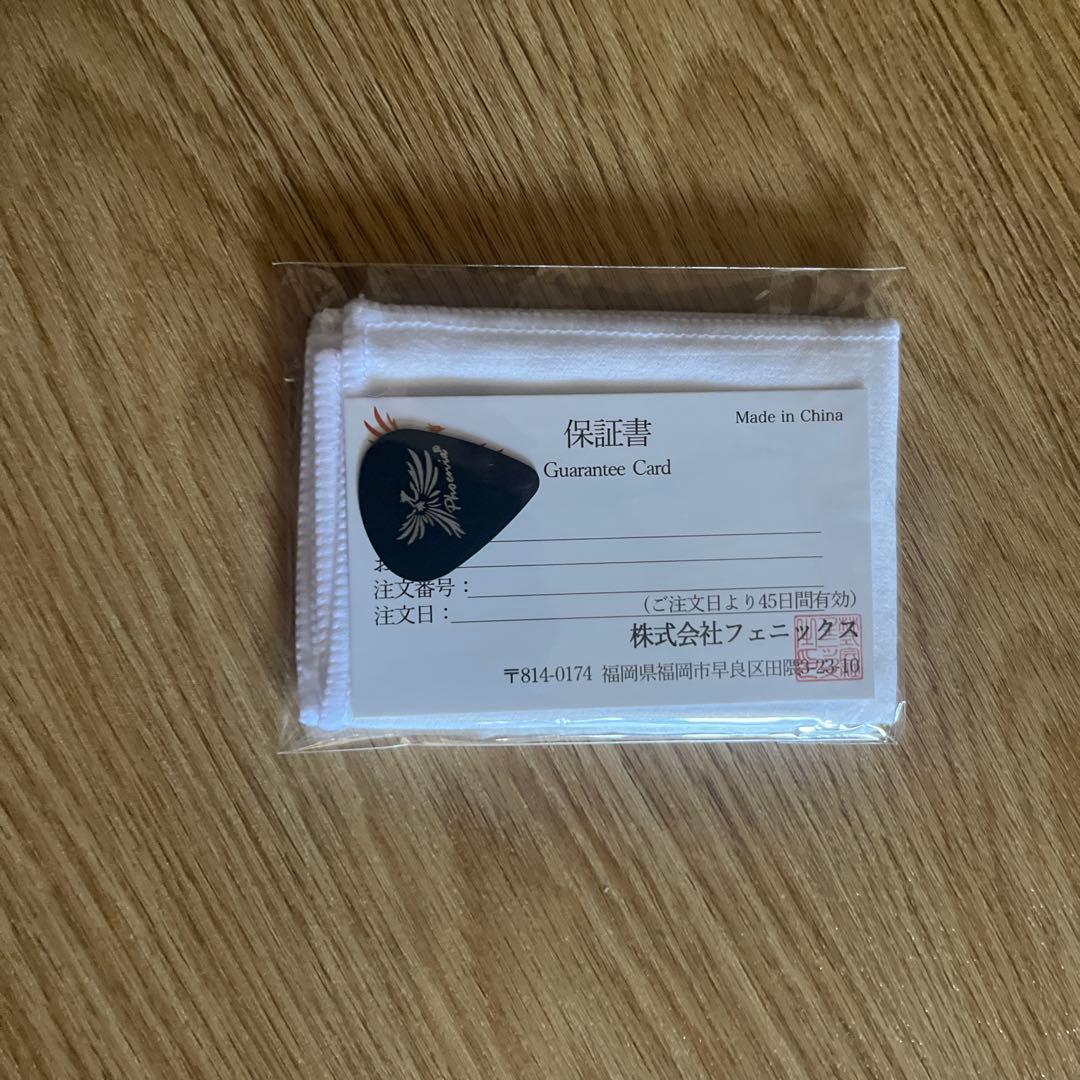 保証書
Made in China
Guarantee Card
Phoenix®
お
注文番号：
(ご注文日より45日間有効)
注文日：
株式会社フェニックス
〒814-0174 福岡県福岡市早良区田隈3-23-10